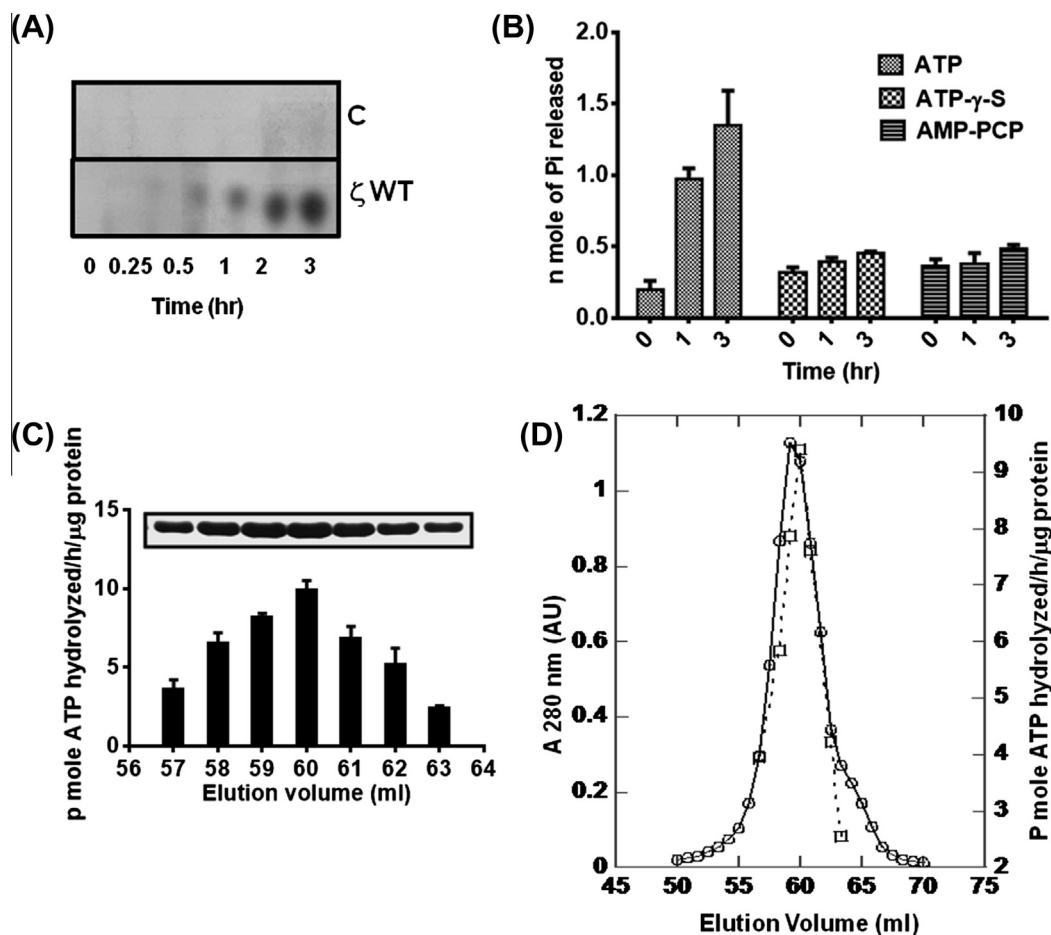 (A)
C
ζ WT
0 0.25 0.5 1 2 3
Time (hr)
(B)
n mole of Pi released
2.0
1.5
1.0
0.5
0.0
ATP
ATP-γ-S
AMP-PCP
0 1 3 0 1 3 0 1 3
Time (hr)
(C)
p mole ATP hydrolyzed/h/μg protein
15
10
5
0
56 57 58 59 60 61 62 63 64
Elution volume (ml)
(D)
A 280 nm (AU)
1.2
1
0.8
0.6
0.4
0.2
0
10
9
8
7
6
5
4
3
2
P mole ATP hydrolyzed/h/μg protein
45 50 55 60 65 70 75
Elution Volume (ml)